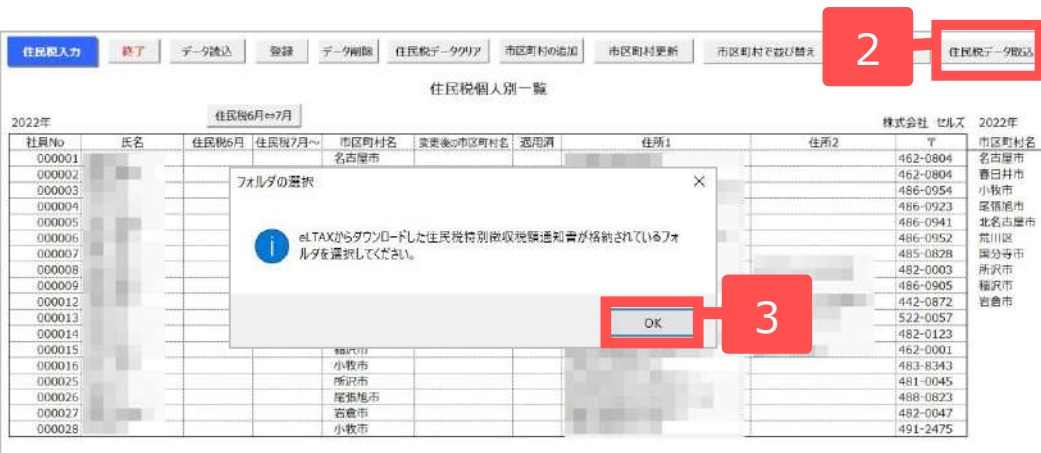 2
住民税入力 終了 データ読込 登録 データ削除 住民税データクリア 市区町村の追加 市区町村更新 市区町村で並び替え 住民税データ取込
住民税個人別一覧
住民税6月⇔7月
2022年 株式会社 セルズ 2022年
社員No 氏名 住民税6月 住民税7月～ 市区町村名 変更後の市区町村名 適用済 住所1 住所2 〒 市区町村名
000001 名古屋市 462-0804 名古屋市
000002 462-0804 春日井市
000003 486-0954 小牧市
000004 486-0923 尾張旭市
000005 486-0941 北名古屋市
000006 486-0952 荒川区
000007 485-0828 国分寺市
000008 482-0003 所沢市
000009 486-0905 稲沢市
000012 442-0872 岩倉市
000013 522-0057
000014 482-0123
000015 稲沢市 462-0001
000016 小牧市 483-8343
000025 所沢市 481-0045
000026 尾張旭市 488-0823
000027 岩倉市 482-0047
000028 小牧市 491-2475
フォルダの選択
eLTAXからダウンロードした住民税特別徴収税額通知書が格納されているフォ
ルダを選択してください。
OK
3